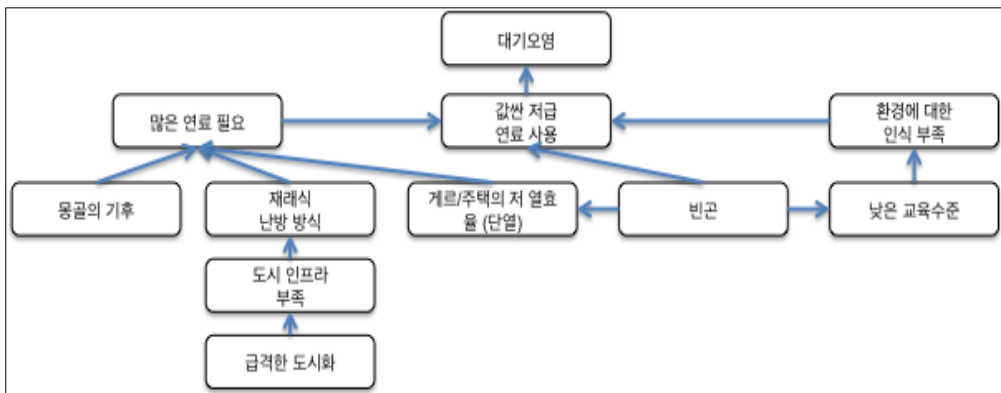 대기오염
많은 연료 필요
값싼 저급
연료 사용
환경에 대한
인식 부족
몽골의 기후
재래식
난방 방식
게르/주택의 저 열효
율 (단열)
빈곤
낮은 교육수준
도시 인프라
부족
급격한 도시화